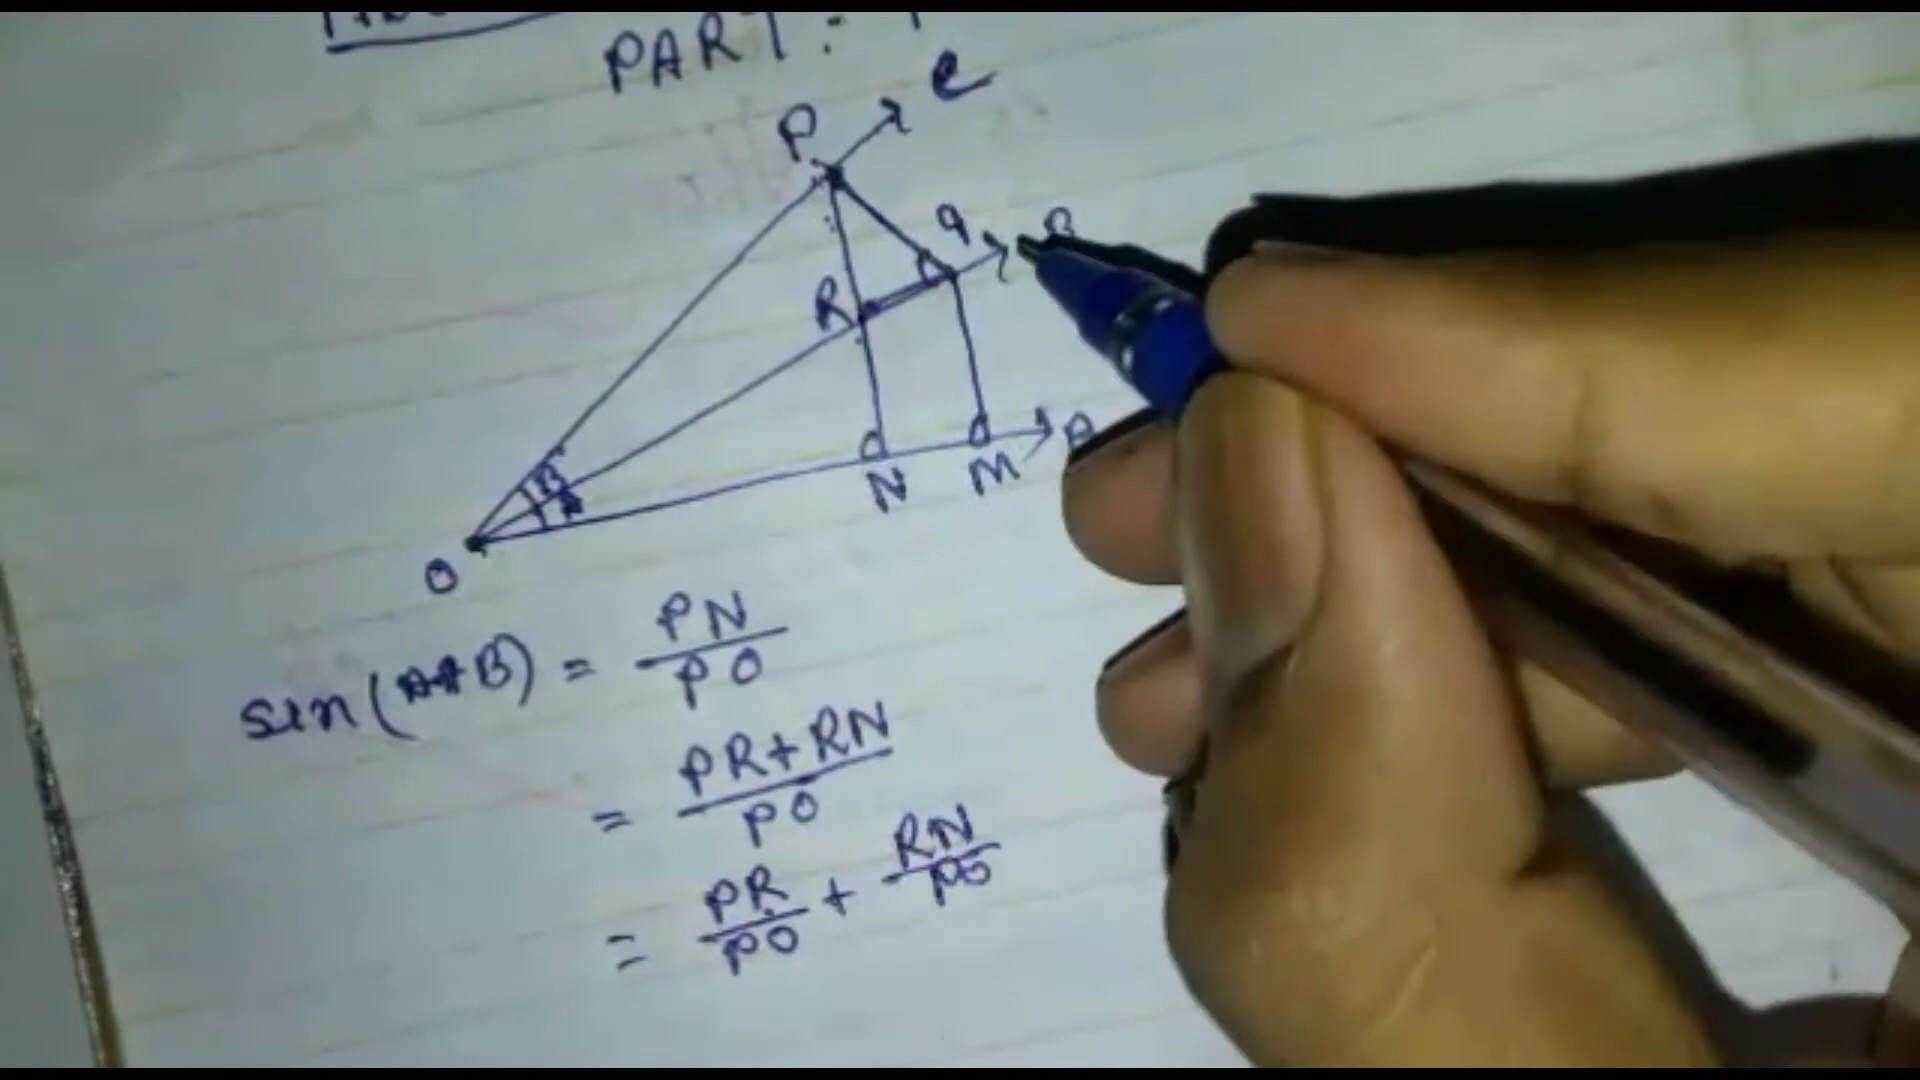 PART:
C
P
q
B
R
A
N
M
B
A
O
sin(A+B) = PN/PO
= PR+RN/PO
= PR/PO + RN/PO